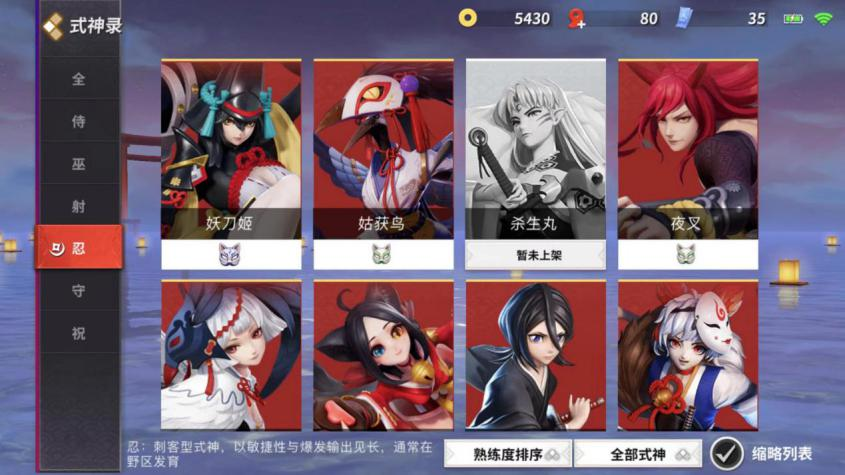 式神录
5430
80
35
全
侍
巫
射
忍
守
祝
妖刀姬
姑获鸟
杀生丸
夜叉
暂未上架
忍：刺客型式神，以敏捷性与爆发输出见长，通常在
野区发育
熟练度排序
全部式神
缩略列表